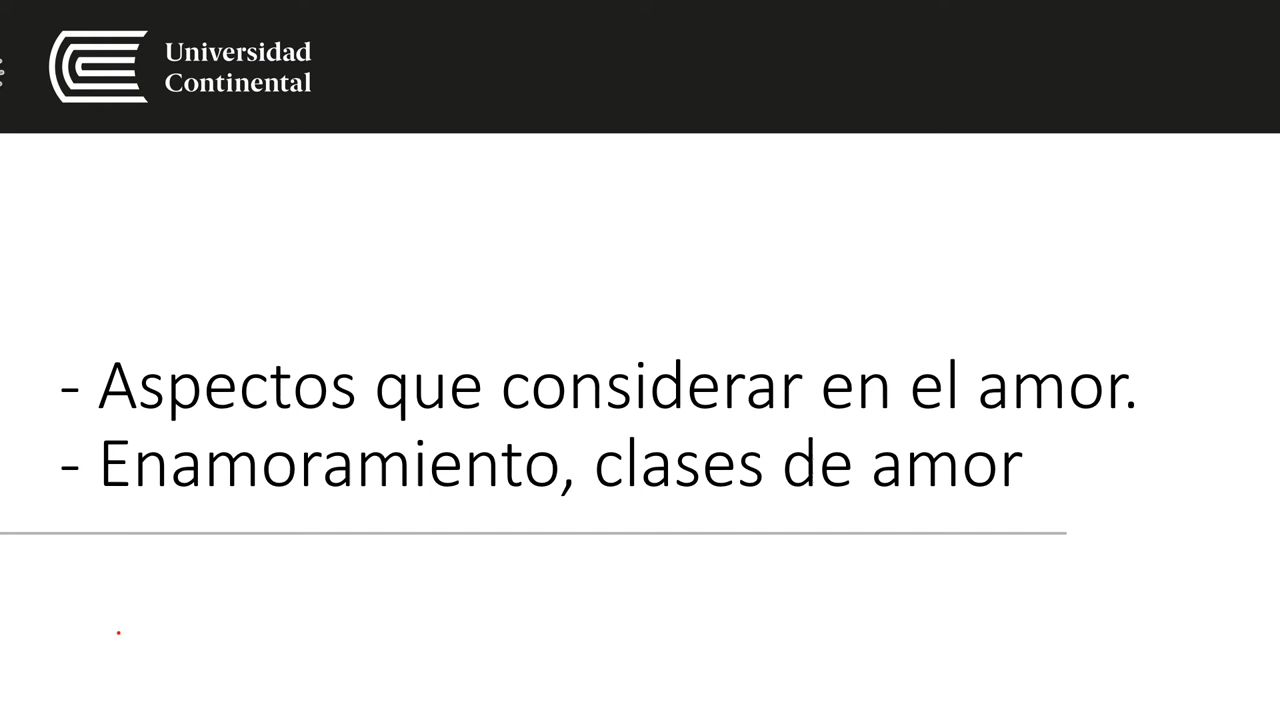 Universidad
Continental
- Aspectos que considerar en el amor.
- Enamoramiento, clases de amor